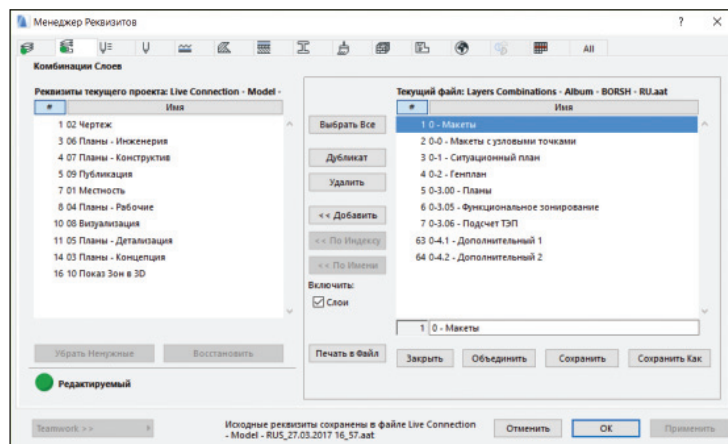 Менеджер Реквизитов
?
All
Комбинации Слоев
Реквизиты текущего проекта: Live Connection - Model -
# Имя
1 02 Чертеж
3 06 Планы - Инженерия
4 07 Планы - Конструктив
5 09 Публикация
7 01 Местность
8 04 Планы - Рабочие
10 08 Визуализация
11 05 Планы - Детализация
14 03 Планы - Концепция
16 10 Показ Зон в 3D
Убрать Ненужные
Восстановить
Редактируемый
Выбрать Все
Дубликат
Удалить
<< Добавить
<< По Индексу
<< По Имени
Включить:
Слои
Печать в Файл
Текущий файл: Layers Combinations - Album - BORSH - RU.aat
# Имя
1 0 - Макеты
2 0-0 - Макеты с узловыми точками
3 0-1 - Ситуационный план
4 0-2 - Генплан
5 0-3.00 - Планы
6 0-3.05 - Функциональное зонирование
7 0-3.06 - Подсчет ТЭП
63 0-4.1 - Дополнительный 1
64 0-4.2 - Дополнительный 2
1 0 - Макеты
Закрыть
Объединить
Сохранить
Сохранить Как
Teamwork >>
Исходные реквизиты сохранены в файле Live Connection
- Model - RUS_27.03.2017 16_57.aat
Отменить
OK
Применить